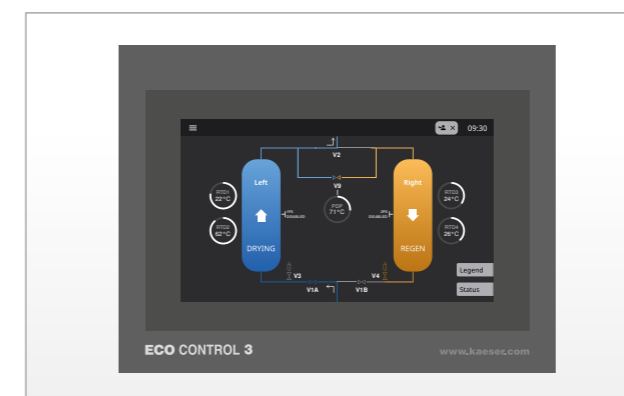 09:30
V2
Left
Right
V9
RTD1
22°C
RTD3
24°C
PDP
71°C
RTD2
62°C
RTD4
26°C
DRYING
REGEN
V3
V4
Legend
V1A
V1B
Status
ECO CONTROL 3
www.kaeser.com